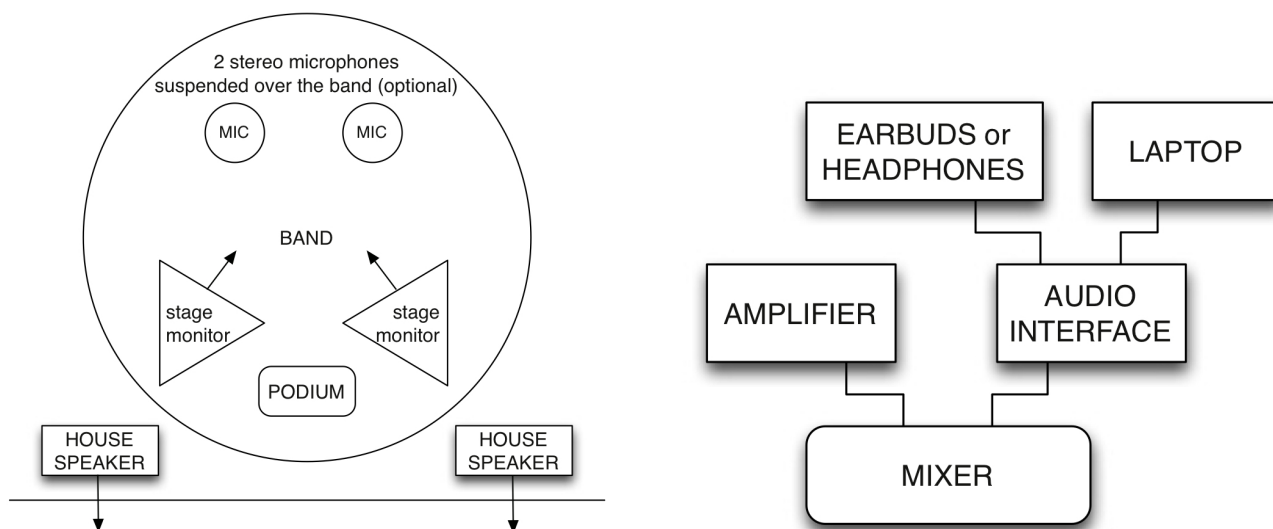 2 stereo microphones
suspended over the band (optional)
MIC
MIC
BAND
stage
monitor
stage
monitor
PODIUM
HOUSE
SPEAKER
HOUSE
SPEAKER
EARBUDS or
HEADPHONES
LAPTOP
AMPLIFIER
AUDIO
INTERFACE
MIXER